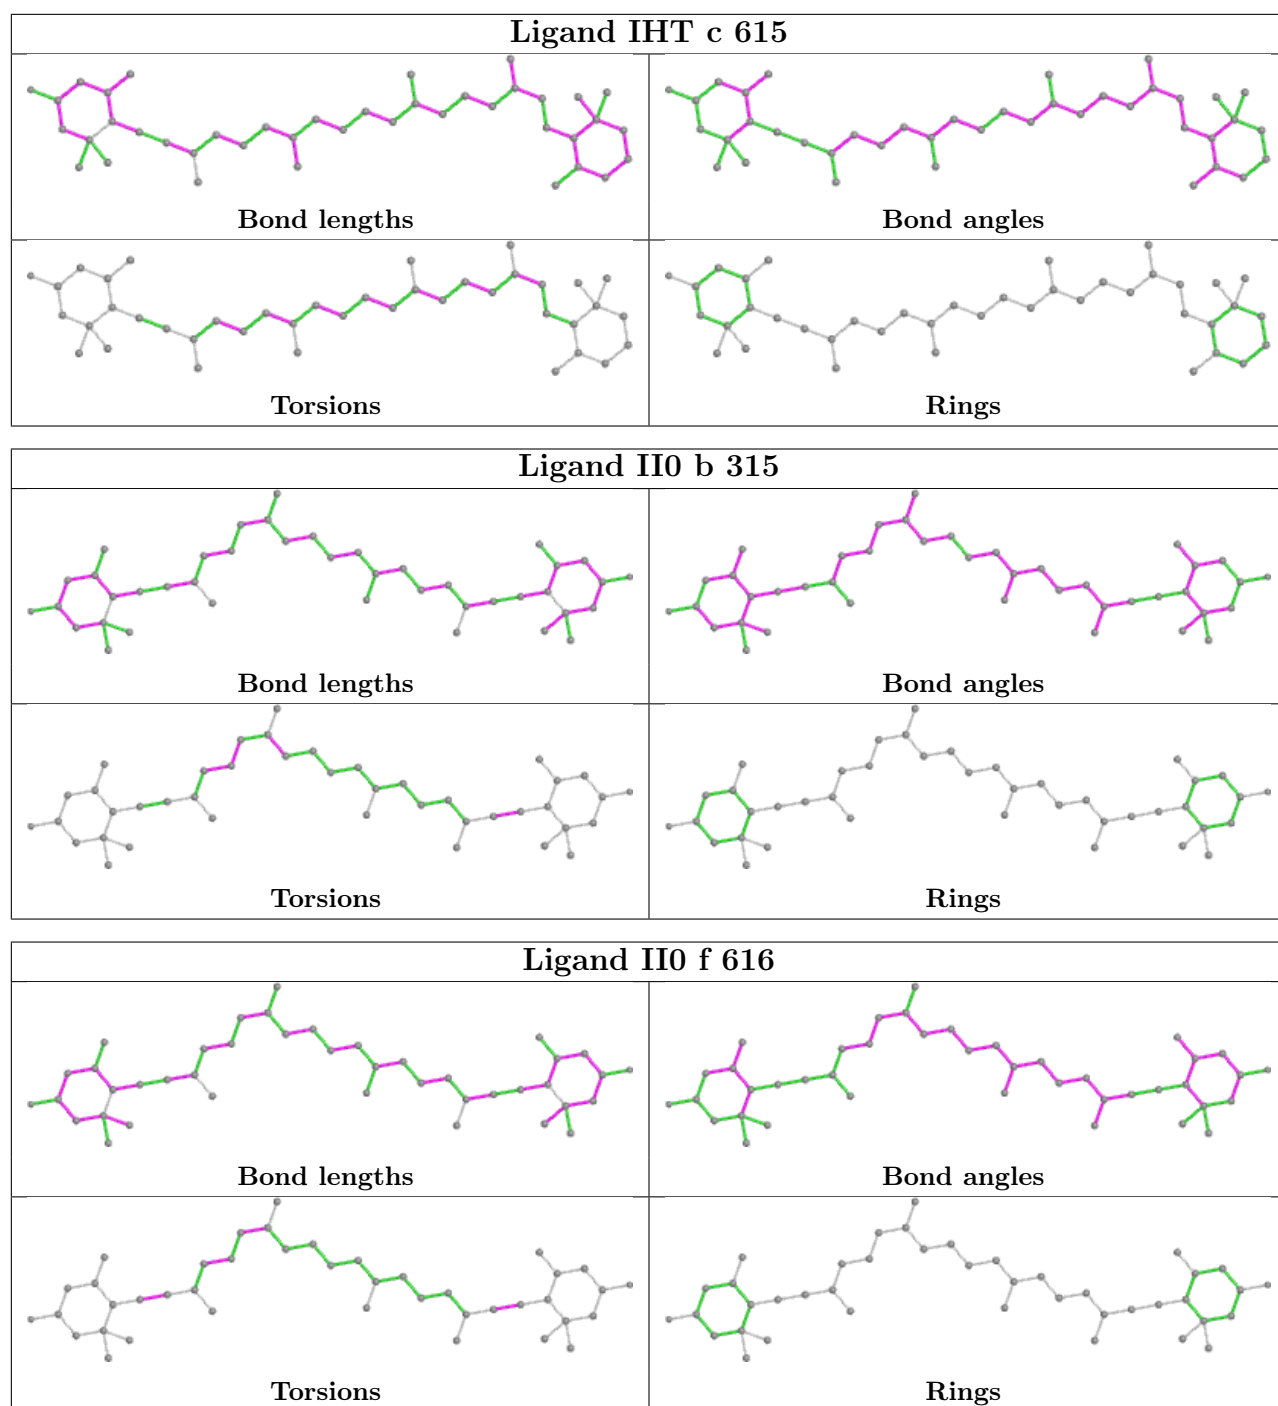 Ligand IHT c 615
Bond lengths
Bond angles
Torsions
Rings
Ligand II0 b 315
Bond lengths
Bond angles
Torsions
Rings
Ligand II0 f 616
Bond lengths
Bond angles
Torsions
Rings